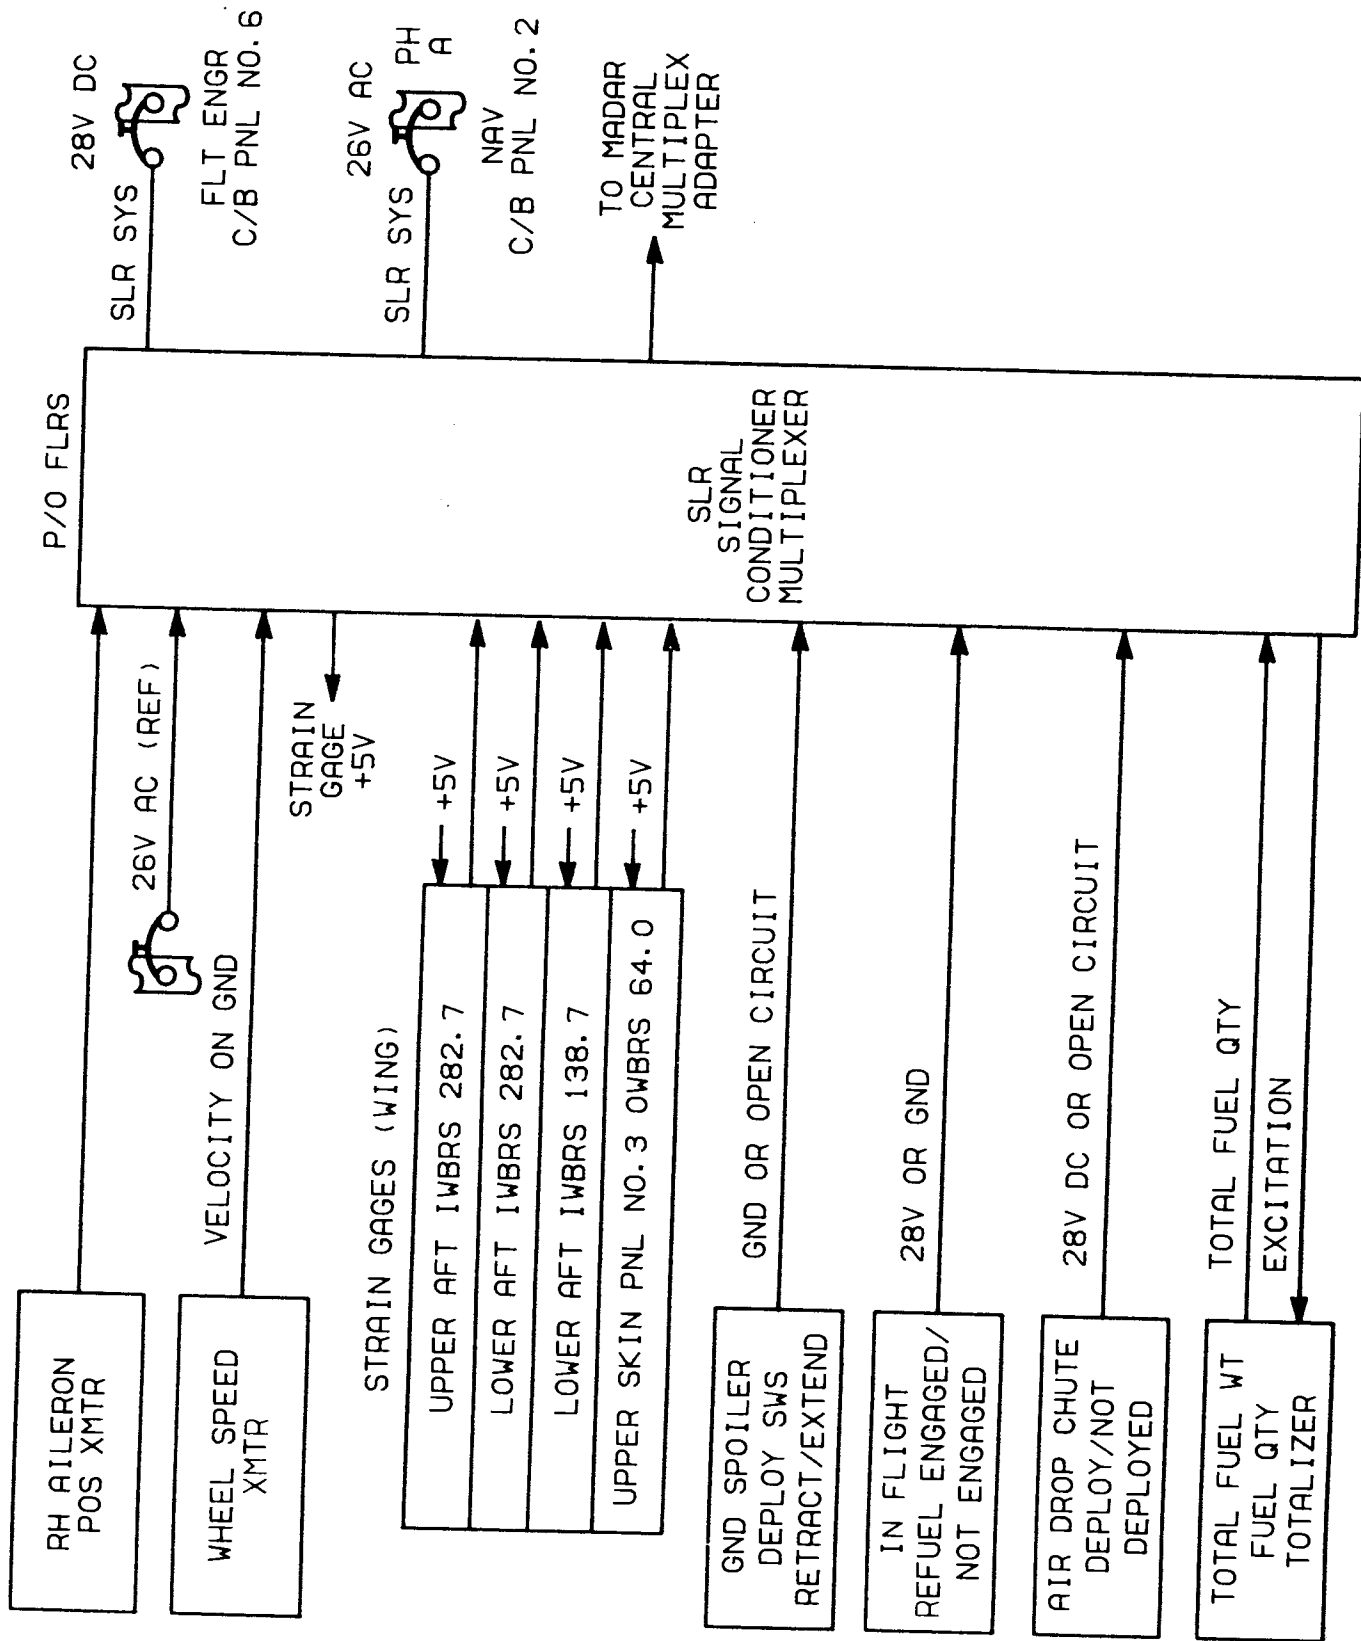 RH AILERON
POS XMTR
WHEEL SPEED
XMTR
26V AC (REF)
VELOCITY ON GND
STRAIN
GAGE
+5V
STRAIN GAGES (WING)
UPPER AFT IWBRS 282.7
+5V
LOWER AFT IWBRS 282.7
+5V
LOWER AFT IWBRS 138.7
+5V
UPPER SKIN PNL NO.3 OWBRS 64.0
+5V
GND SPOILER
DEPLOY SWS
RETRACT/EXTEND
GND OR OPEN CIRCUIT
IN FLIGHT
REFUEL ENGAGED/
NOT ENGAGED
28V OR GND
AIR DROP CHUTE
DEPLOY/NOT
DEPLOYED
28V DC OR OPEN CIRCUIT
TOTAL FUEL WT
FUEL QTY
TOTALIZER
TOTAL FUEL QTY
EXCITATION
P/O FLRS
SLR
SIGNAL
CONDITIONER
MULTIPLEXER
28V DC
SLR SYS
FLT ENGR
C/B PNL NO.6
26V AC
SLR SYS
PH
A
NAV
C/B PNL NO.2
TO MADAR
CENTRAL
MULTIPLEX
ADAPTER